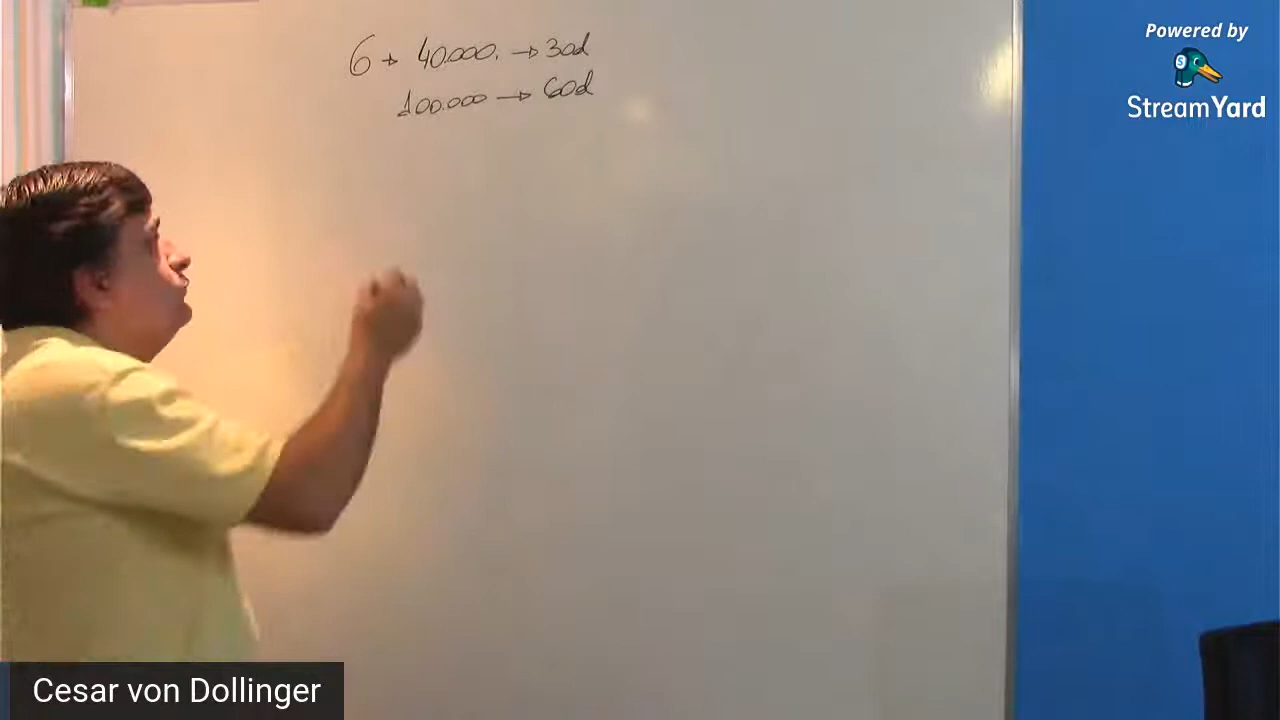 6 → 40.000. → 30d
100.000 → 60d
Powered by
StreamYard
Cesar von Dollinger